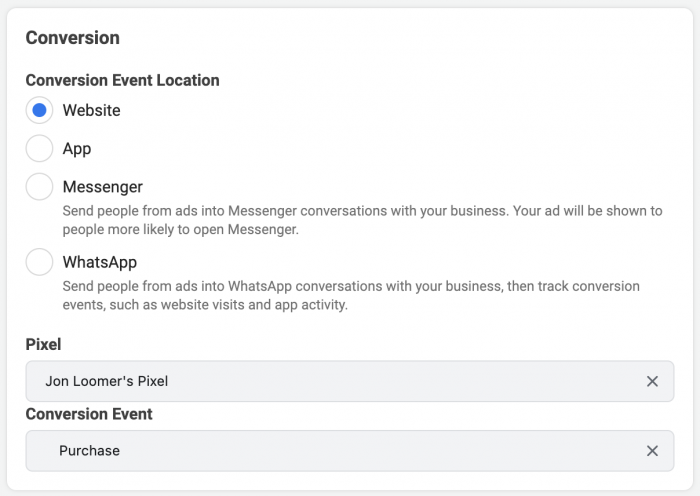 Conversion
Conversion Event Location
Website
App
Messenger
Send people from ads into Messenger conversations with your business. Your ad will be shown to
people more likely to open Messenger.
WhatsApp
Send people from ads into WhatsApp conversations with your business, then track conversion
events, such as website visits and app activity.
Pixel
Jon Loomer's Pixel
Conversion Event
Purchase